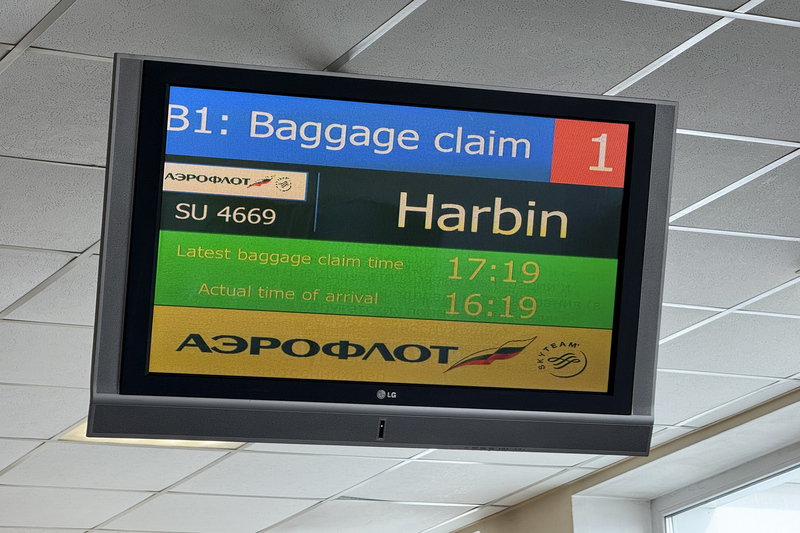 B1: Baggage claim 1
АЭРОФЛОТ
SU 4669
Harbin
Latest baggage claim time 17:19
Actual time of arrival 16:19
АЭРОФЛОТ
SKYTEAM
LG